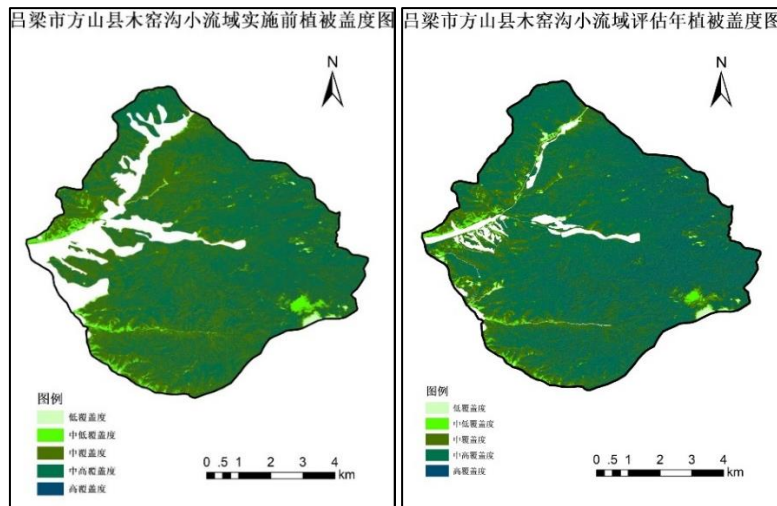 吕梁市方山县木窑沟小流域实施前植被盖度图
N
图例
低覆盖度
中低覆盖度
中覆盖度
中高覆盖度
高覆盖度
0 .5 1 2 3 4
km
吕梁市方山县木窑沟小流域评估年植被盖度图
N
图例
低覆盖度
中低覆盖度
中覆盖度
中高覆盖度
高覆盖度
0 .5 1 2 3 4
km